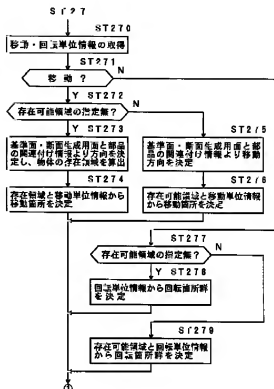 ST27
ST270
移動・回転単位情報の取得
ST271
移動？
N
Y ST272
存在可能領域の指定無？
N
Y ST273
基準面・断面生成用面と部品
の関連付け情報より方向を決
定し、物体の存在領域を算出
ST275
基準面・断面生成用面と部
品の関連付け情報より移動
方向を決定
ST274
存在領域と移動単位情報から
移動箇所を決定
ST276
存在可能領域と移動単位情報
から移動箇所を決定
ST277
存在可能領域の指定無？
N
Y ST278
回転単位情報から回転箇所
群を決定
ST279
存在可能領域と回転単位情報
から回転箇所群を決定